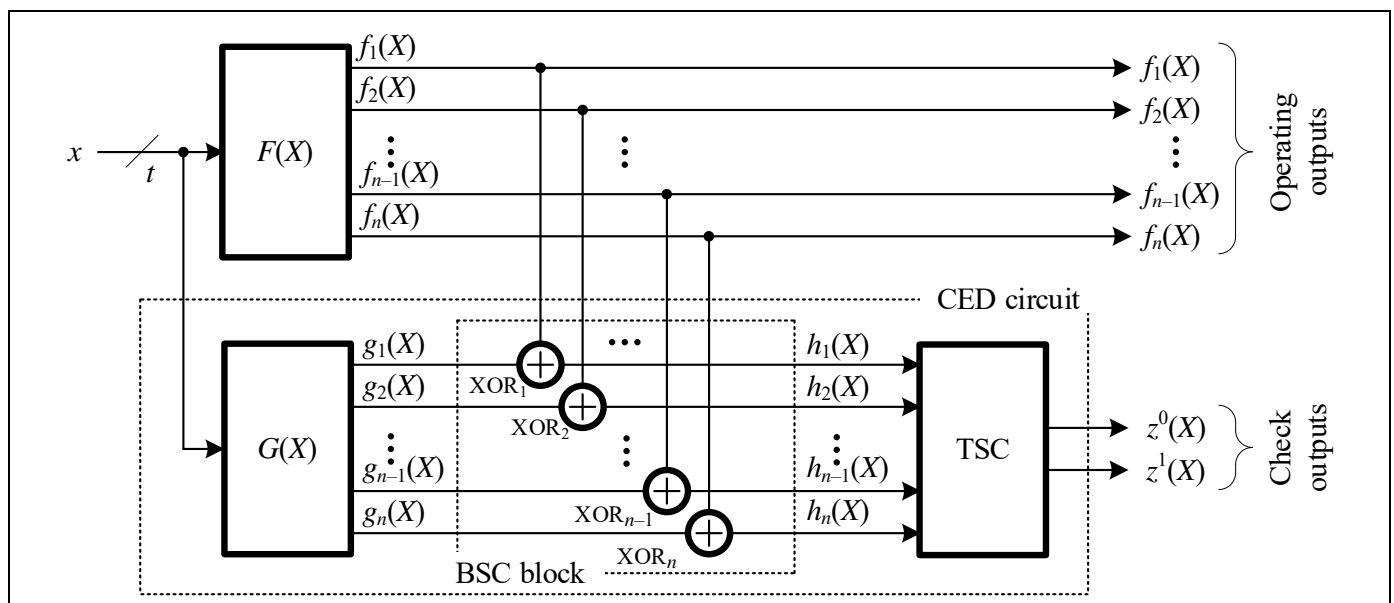 f₁(X)
f₁(X)
f₂(X)
f₂(X)
x
t
F(X)
⋮
⋮
⋮
fₙ₋₁(X)
fₙ₋₁(X)
fₙ(X)
fₙ(X)
Operating
outputs
CED circuit
g₁(X)
XOR₁
…
h₁(X)
g₂(X)
XOR₂
h₂(X)
G(X)
⋮
⋮
⋮
TSC
z⁰(X)
z¹(X)
Check
outputs
gₙ₋₁(X)
XORₙ₋₁
hₙ₋₁(X)
gₙ(X)
XORₙ
hₙ(X)
BSC block